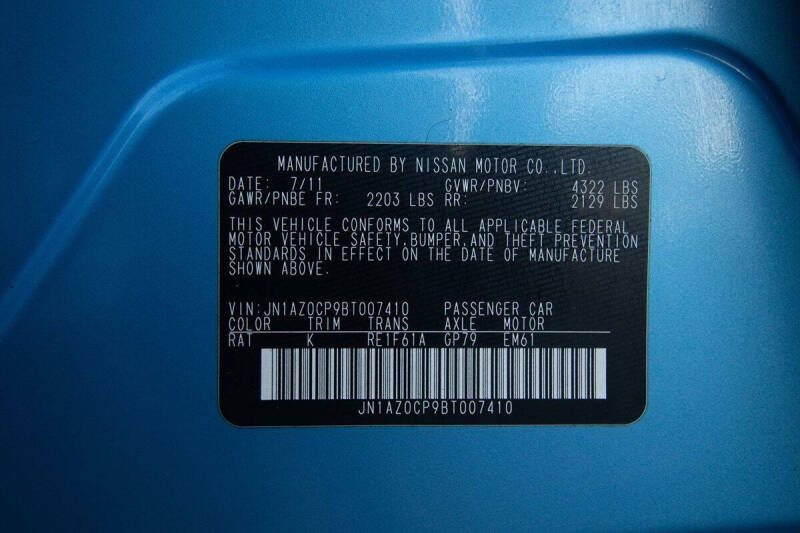 MANUFACTURED BY NISSAN MOTOR CO.,LTD.
DATE: 7/11 GVWR/PNBV: 4322 LBS
GAWR/PNBE FR: 2203 LBS RR: 2129 LBS
THIS VEHICLE CONFORMS TO ALL APPLICABLE FEDERAL
MOTOR VEHICLE SAFETY,BUMPER,AND THEFT PREVENTION
STANDARDS IN EFFECT ON THE DATE OF MANUFACTURE
SHOWN ABOVE.
VIN:JN1AZ0CP9BT007410 PASSENGER CAR
COLOR TRIM TRANS AXLE MOTOR
RAT K RE1F61A GP79 EM61
JN1AZ0CP9BT007410